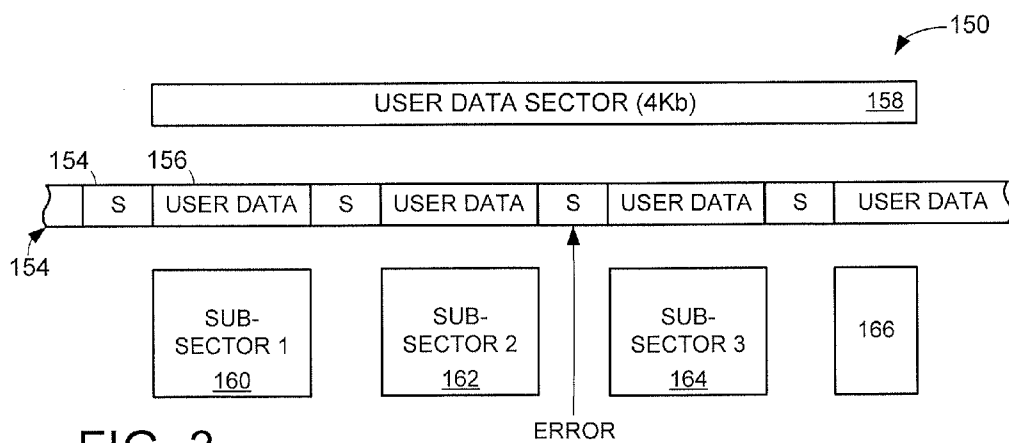 150
USER DATA SECTOR (4Kb) 158
154 156
S USER DATA S USER DATA S USER DATA S USER DATA
154
SUB-
SECTOR 1
160
SUB-
SECTOR 2
162
SUB-
SECTOR 3
164
166
ERROR